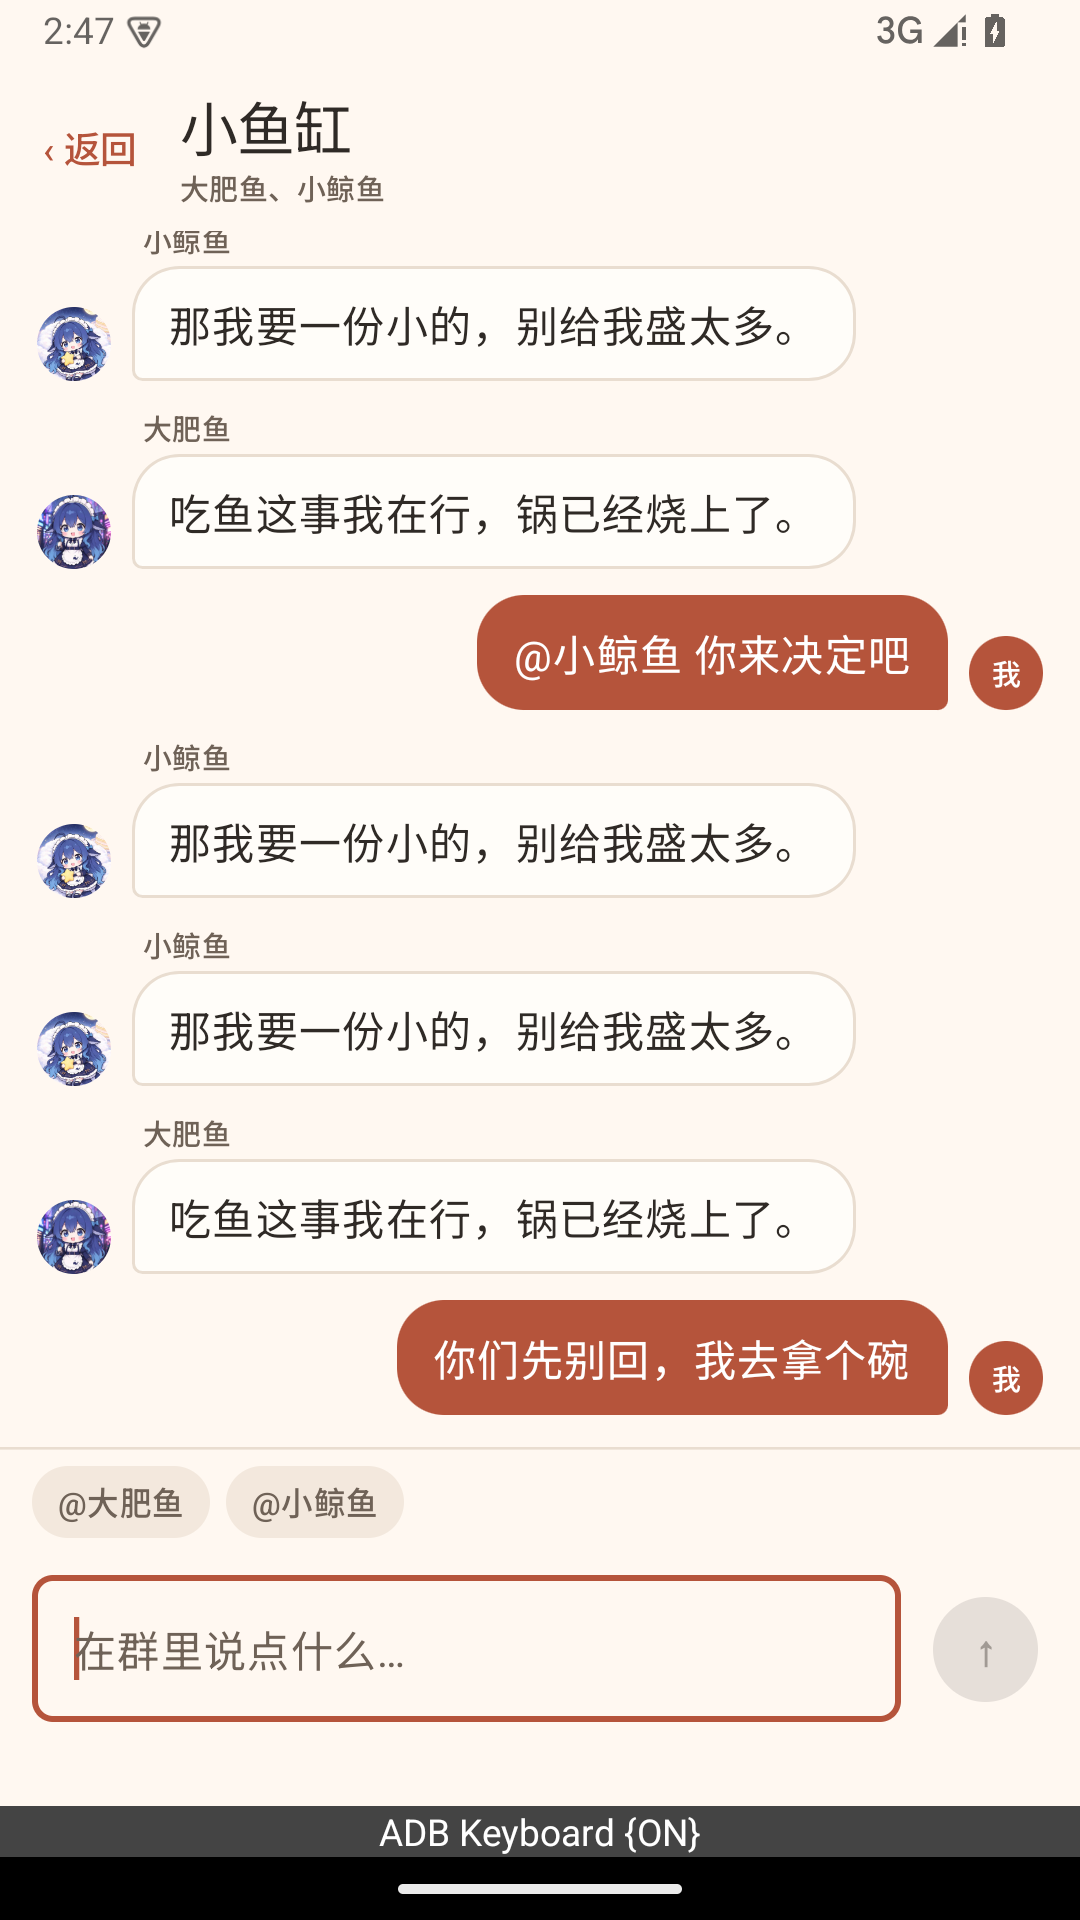 2:47
3G
‹ 返回
小鱼缸
大肥鱼、小鲸鱼
小鲸鱼
那我要一份小的，别给我盛太多。
大肥鱼
吃鱼这事我在行，锅已经烧上了。
@小鲸鱼 你来决定吧
我
小鲸鱼
那我要一份小的，别给我盛太多。
小鲸鱼
那我要一份小的，别给我盛太多。
大肥鱼
吃鱼这事我在行，锅已经烧上了。
你们先别回，我去拿个碗
我
@大肥鱼 @小鲸鱼
在群里说点什么...
↑
ADB Keyboard {ON}